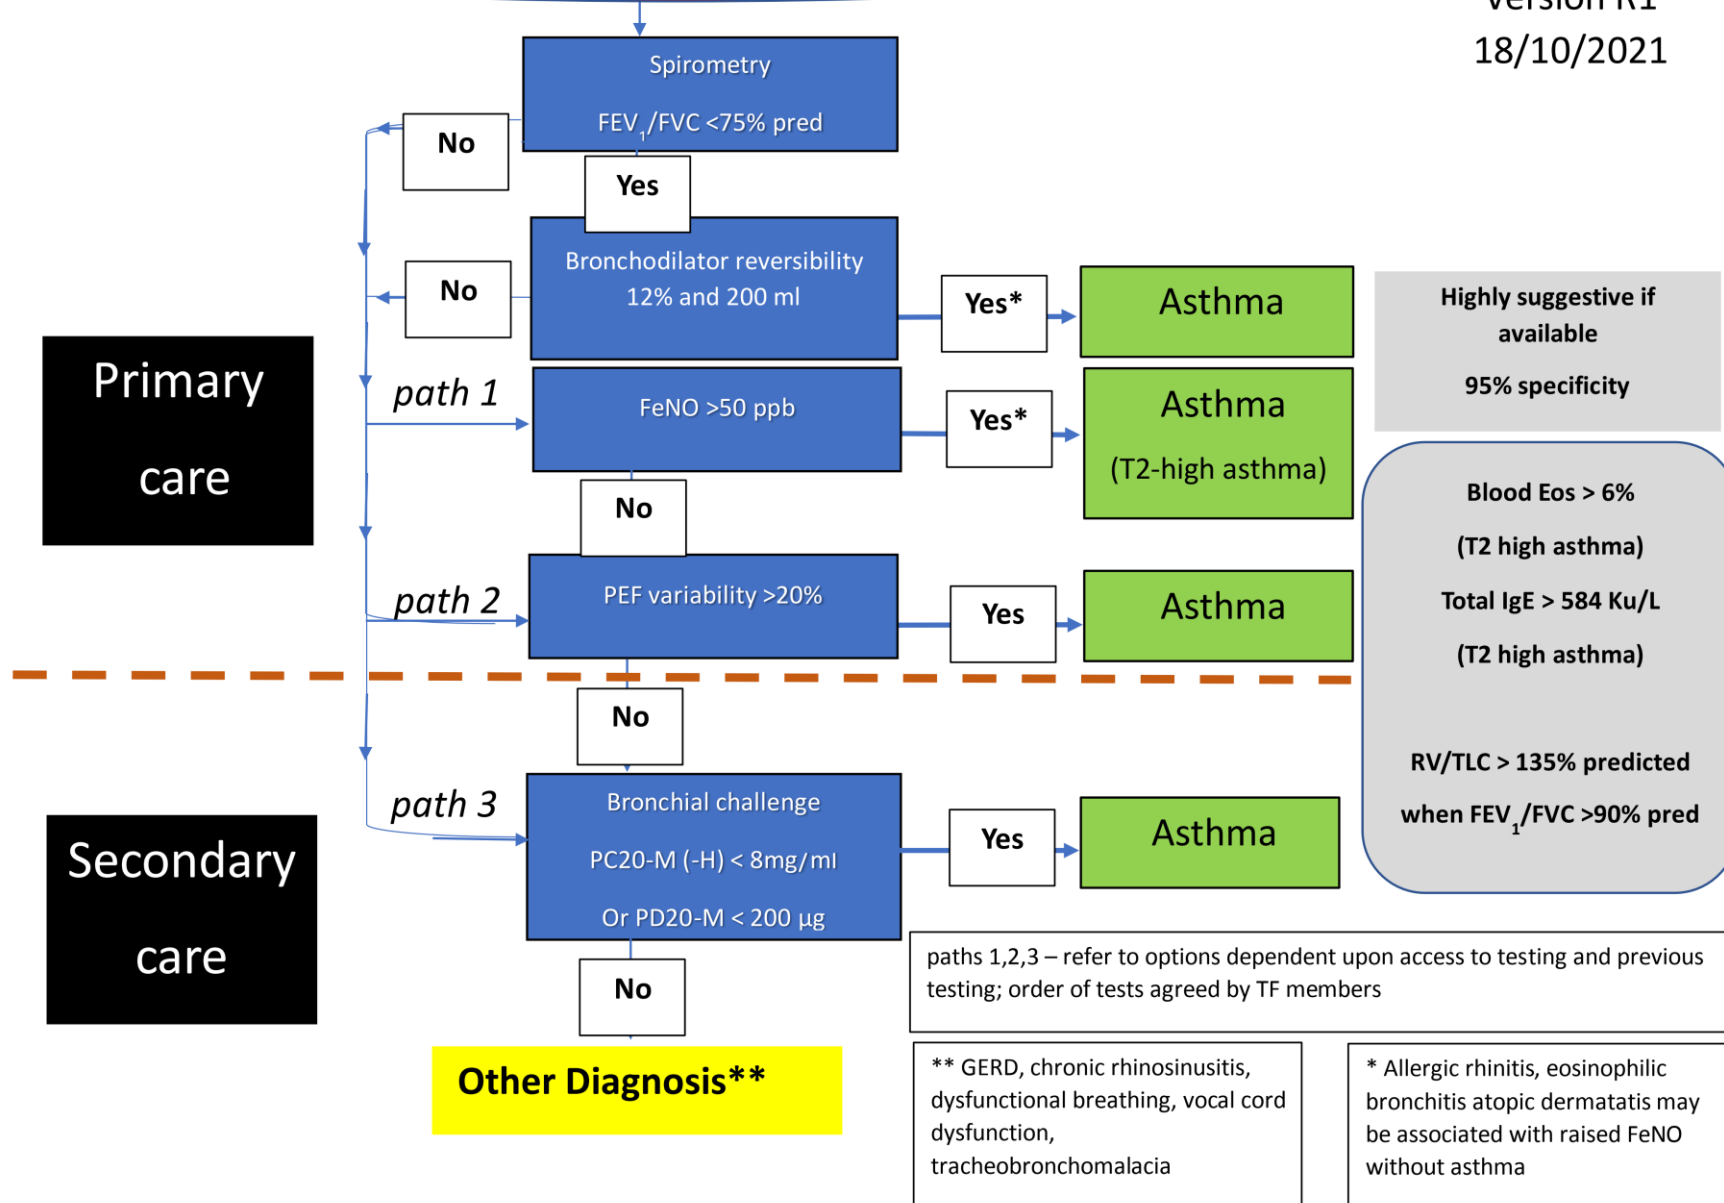 version R1
18/10/2021
Spirometry
FEV₁/FVC <75% pred
No
Yes
Bronchodilator reversibility
12% and 200 ml
No
Yes*
Asthma
Highly suggestive if
available
95% specificity
Primary
care
path 1
FeNO >50 ppb
Yes*
Asthma
(T2-high asthma)
No
Blood Eos > 6%
(T2 high asthma)
Total IgE > 584 Ku/L
(T2 high asthma)
RV/TLC > 135% predicted
when FEV₁/FVC >90% pred
path 2
PEF variability >20%
Yes
Asthma
No
Secondary
care
path 3
Bronchial challenge
PC20-M (-H) < 8mg/ml
Or PD20-M < 200 µg
Yes
Asthma
No
paths 1,2,3 – refer to options dependent upon access to testing and previous
testing; order of tests agreed by TF members
Other Diagnosis**
** GERD, chronic rhinosinusitis,
dysfunctional breathing, vocal cord
dysfunction,
tracheobronchomalacia
* Allergic rhinitis, eosinophilic
bronchitis atopic dermatatis may
be associated with raised FeNO
without asthma